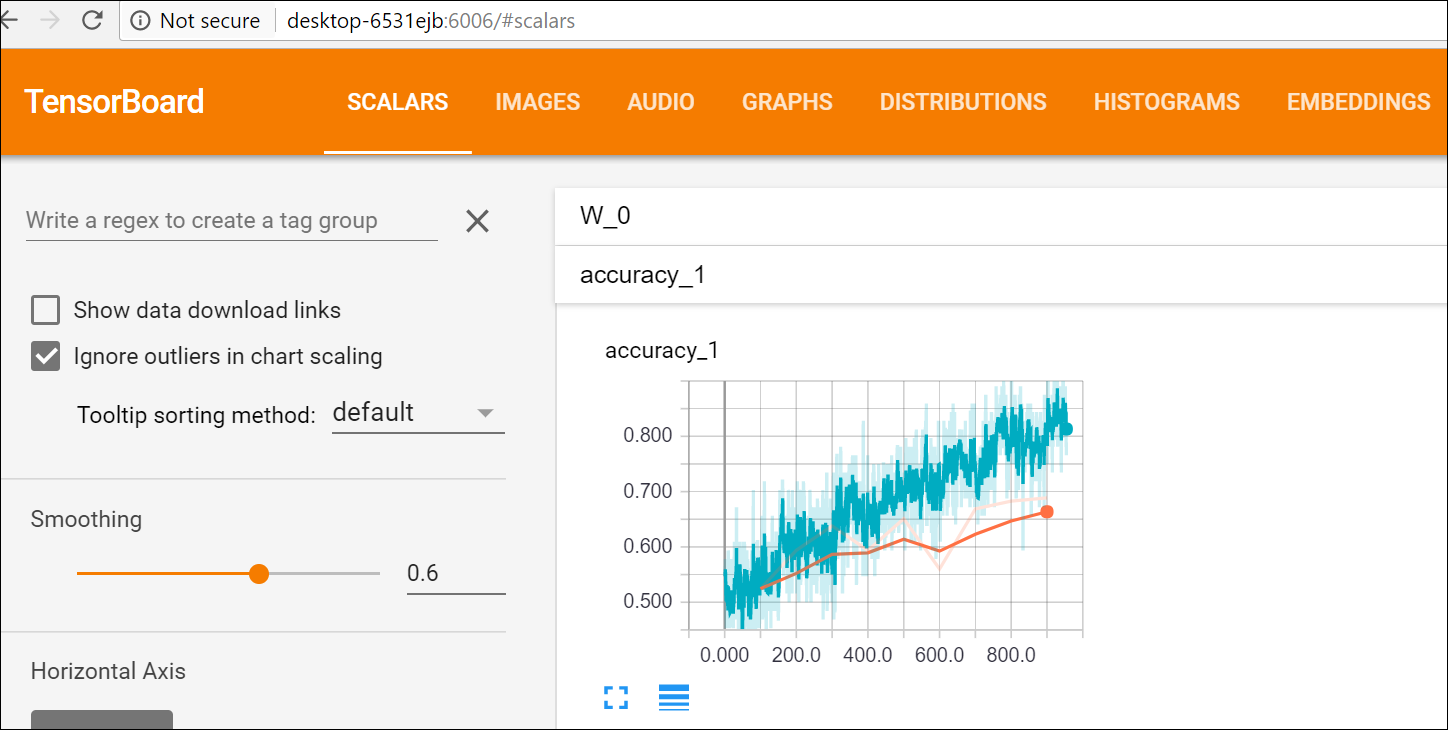 Not secure desktop-6531ejb:6006/#scalars
TensorBoard SCALARS IMAGES AUDIO GRAPHS DISTRIBUTIONS HISTOGRAMS EMBEDDINGS
Write a regex to create a tag group
Show data download links
Ignore outliers in chart scaling
Tooltip sorting method: default
Smoothing
0.6
Horizontal Axis
W_0
accuracy_1
accuracy_1
0.800
0.700
0.600
0.500
0.000 200.0 400.0 600.0 800.0